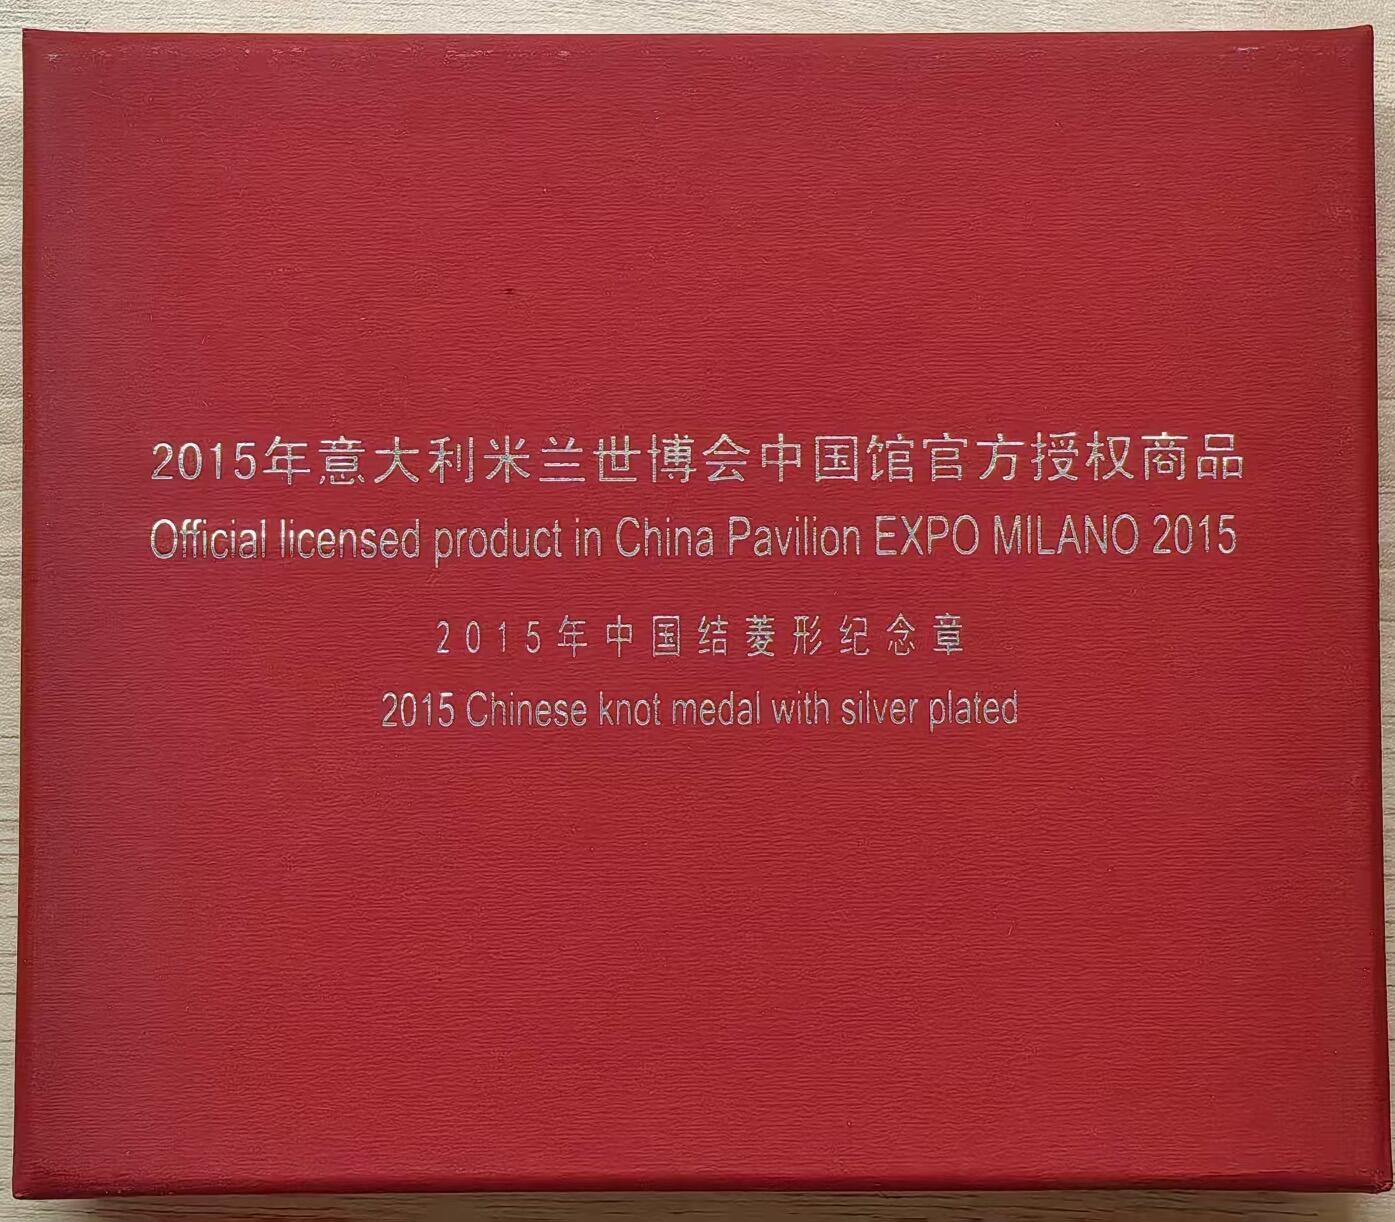 2015年意大利米兰世博会中国馆官方授权商品
Official licensed product in China Pavilion EXPO MILANO 2015
2015年中国结菱形纪念章
2015 Chinese knot medal with silver plated